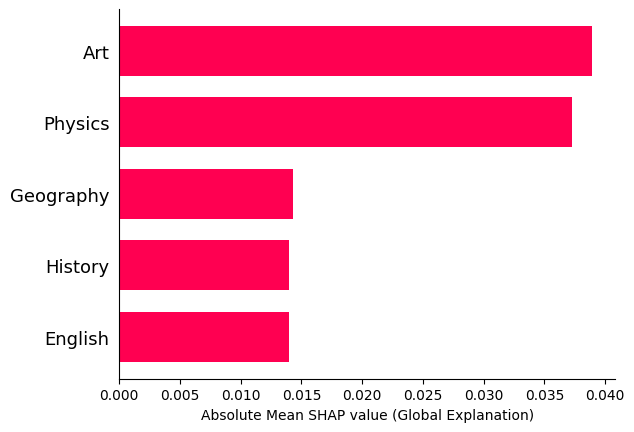 Art
Physics
Geography
History
English
0.000 0.005 0.010 0.015 0.020 0.025 0.030 0.035 0.040
Absolute Mean SHAP value (Global Explanation)